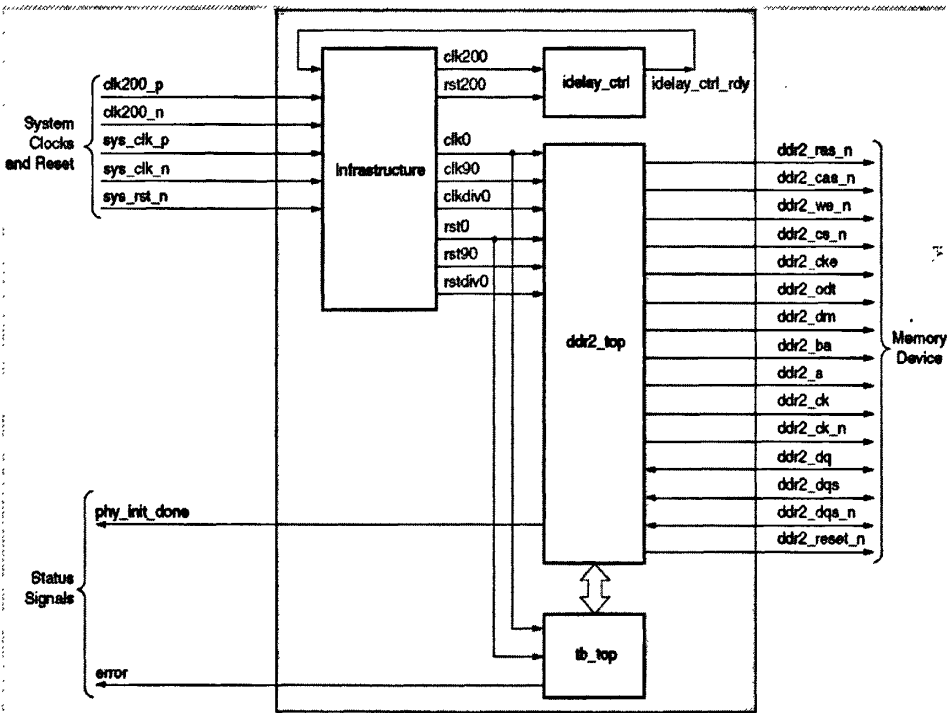 System
Clocks
and Reset
clk200_p
clk200_n
sys_clk_p
sys_clk_n
sys_rst_n
infrastructure
clk200
rst200
clk0
clk90
clkdiv0
rst0
rst90
rstdiv0
idelay_ctrl
idelay_ctrl_rdy
ddr2_top
ddr2_ras_n
ddr2_cas_n
ddr2_we_n
ddr2_cs_n
ddr2_cke
ddr2_odt
ddr2_dm
ddr2_ba
ddr2_a
ddr2_ck
ddr2_ck_n
ddr2_dq
ddr2_dqs
ddr2_dqs_n
ddr2_reset_n
Memory
Device
Status
Signals
phy_init_done
error
tb_top